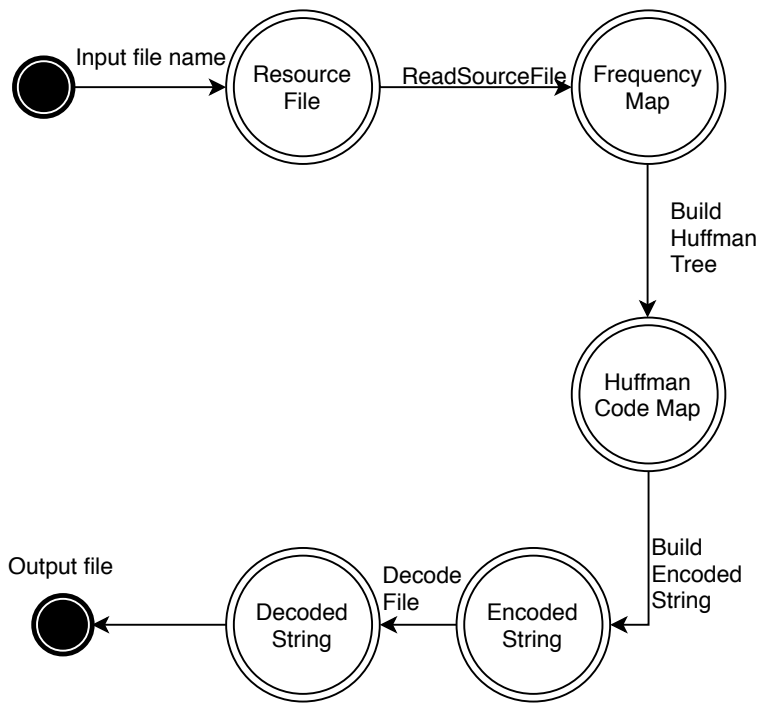 Input file name
Resource
File
ReadSourceFile
Frequency
Map
Build
Huffman
Tree
Huffman
Code Map
Build
Encoded
String
Encoded
String
Decode
File
Decoded
String
Output file